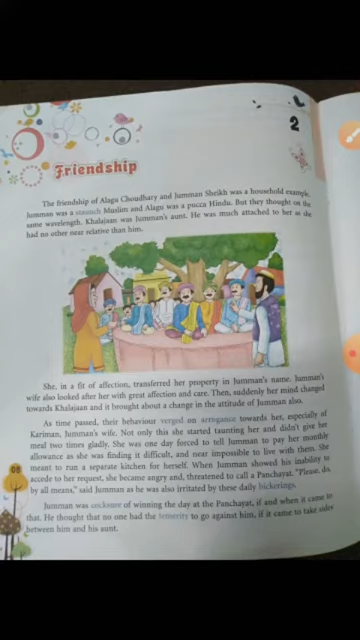 2
Friendship
The friendship of Alagu Choudhary and Jumman Sheikh was a household example.
Jumman was a staunch Muslim and Alagu was a pucca Hindu. But they thought on the
same wavelength. Khalajaan was Jumman's aunt. He was much attached to her as she
had no other near relative than him.
She, in a fit of affection, transferred her property in Jumman's name. Jumman's
wife also looked after her with great affection and care. Then, suddenly her mind changed
towards Khalajaan and it brought about a change in the attitude of Jumman also.
As time passed, their behaviour verged on arrogance towards her, especially of
Kariman, Jumman's wife. Not only this she started taunting her and didn't give her
meal two times gladly. She was one day forced to tell Jumman to pay her monthly
allowance as she was finding it difficult, and near impossible to live with them. She
meant to run a separate kitchen for herself. When Jumman showed his inability to
accede to her request, she became angry and, threatened to call a Panchayat. "Please, do,
by all means," said Jumman as he was also irritated by these daily bickerings.
08
Jumman was cocksure of winning the day at the Panchayat, if and when it came to
that. He thought that no one had the temerity to go against him, if it came to take sides
between him and his aunt.